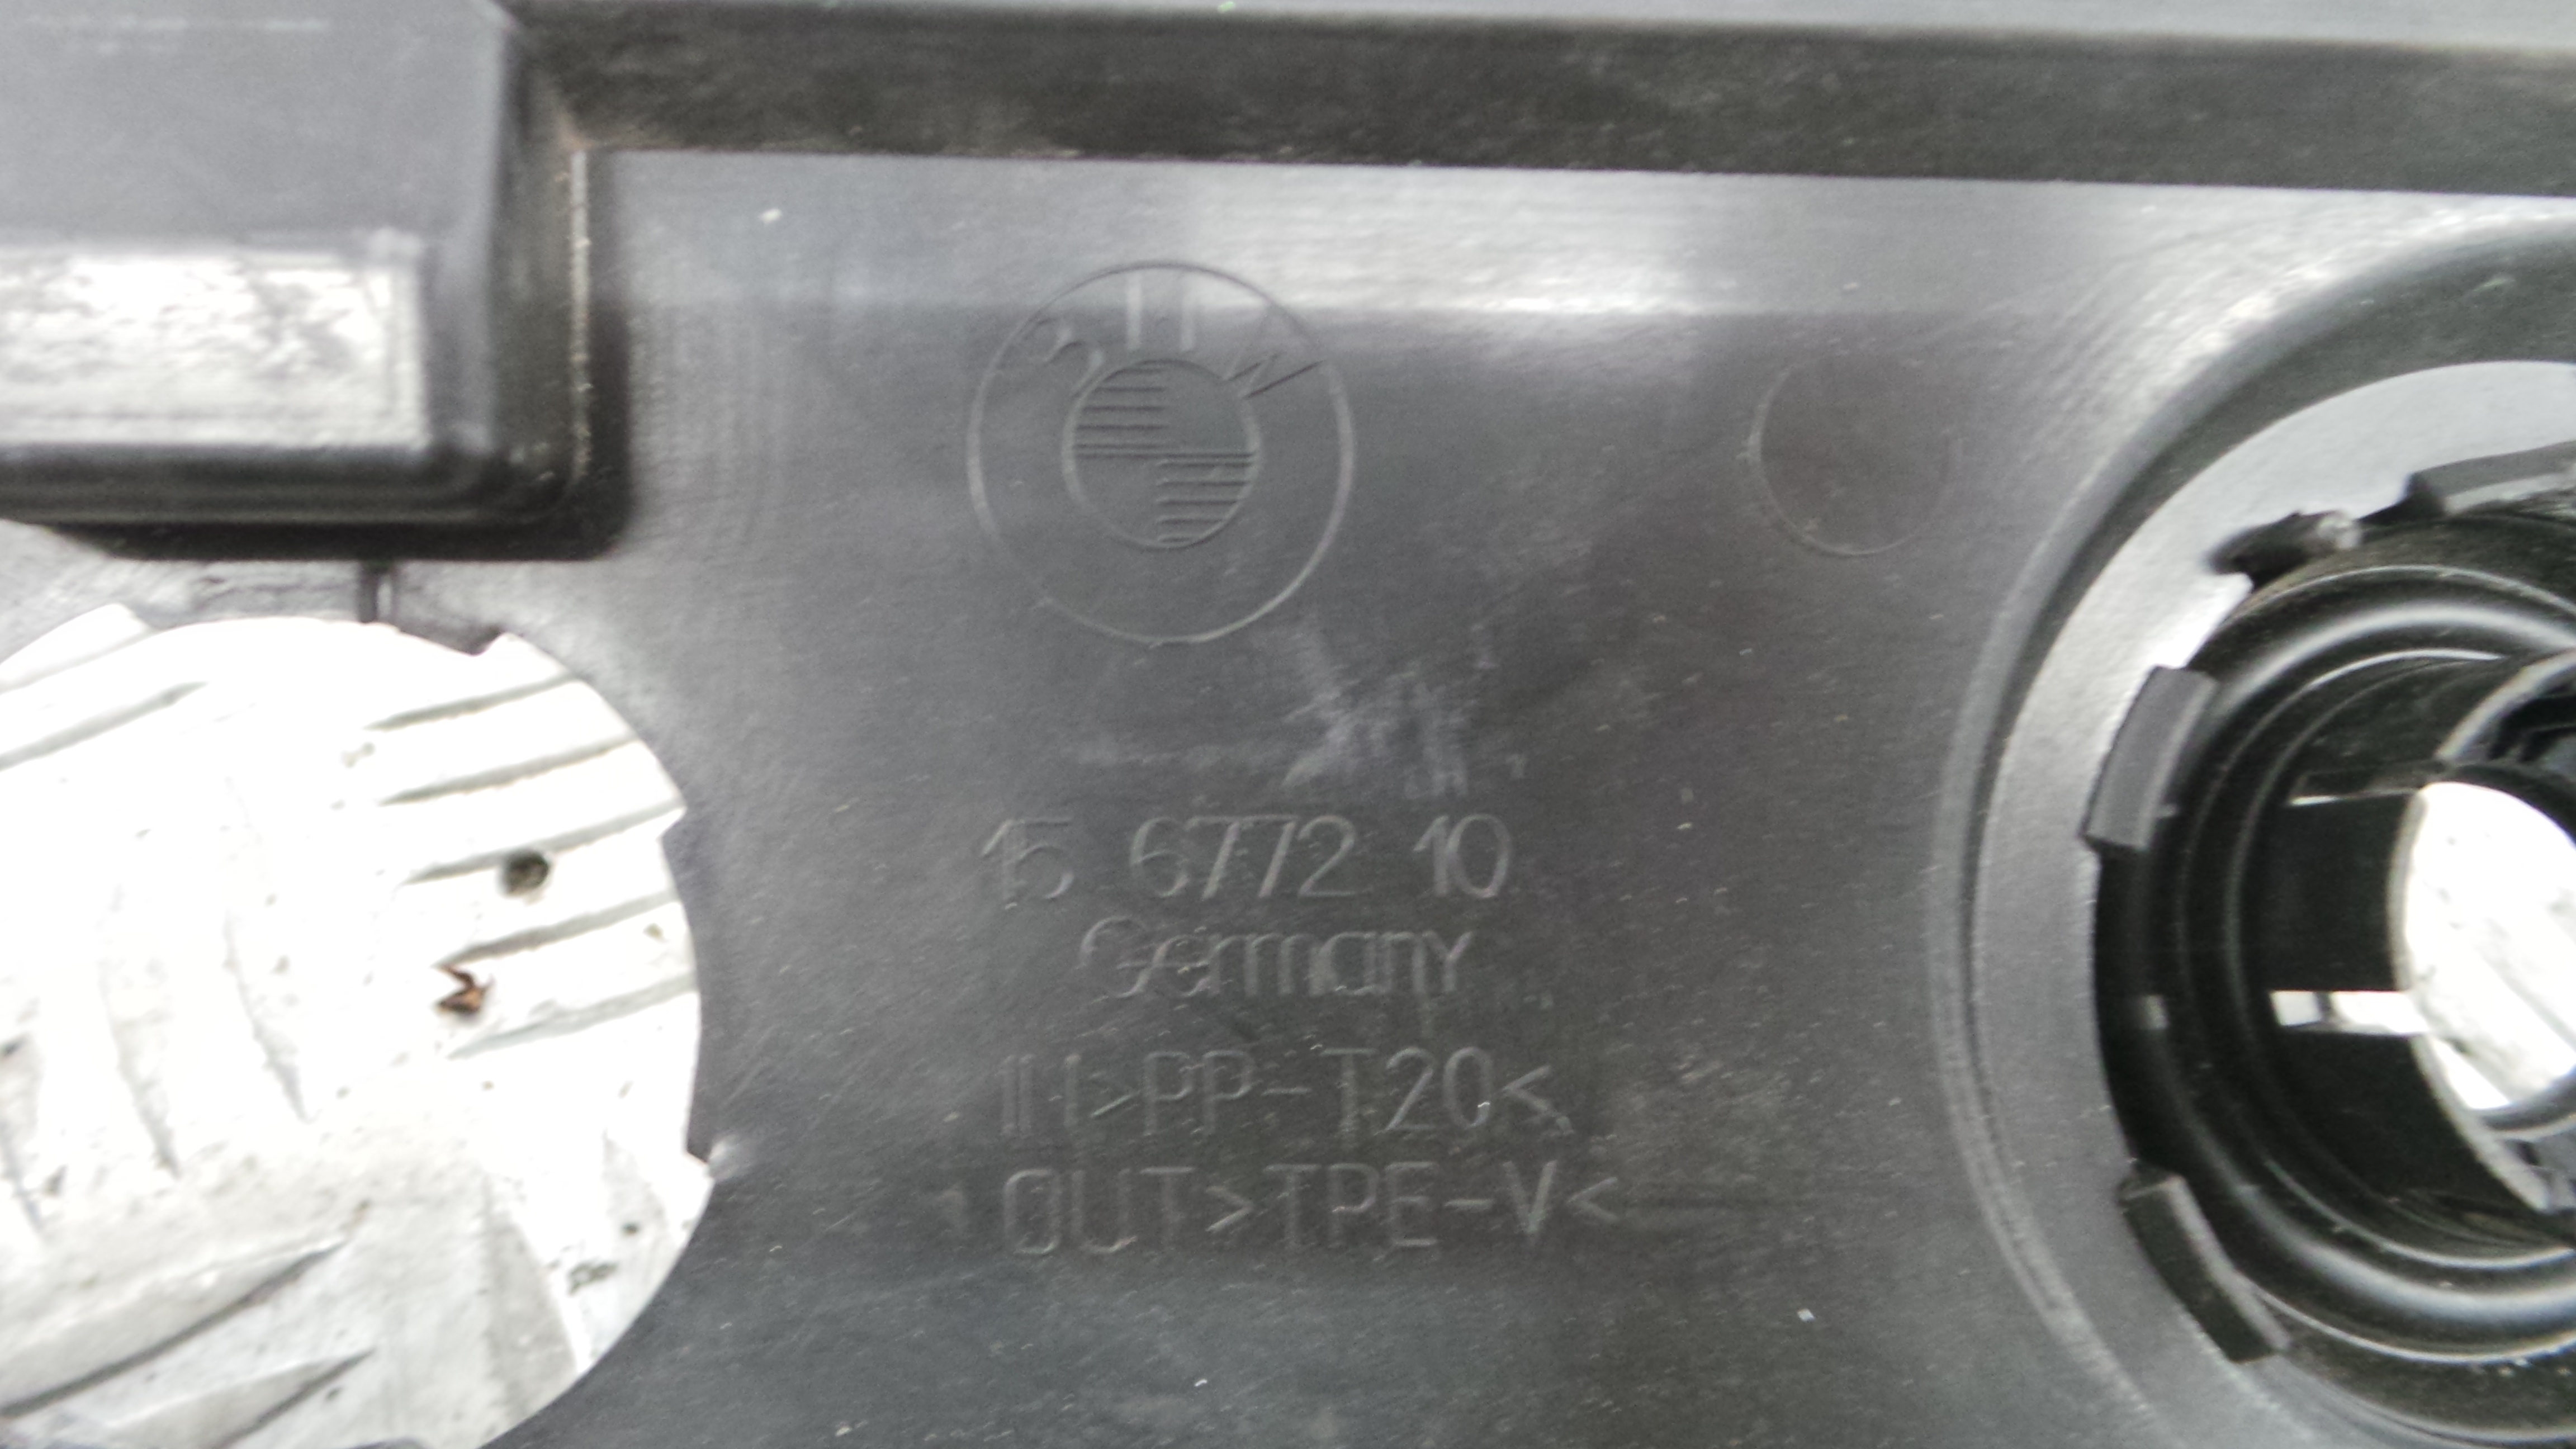 BMW
15 6772 10
Germany
IN>PP-T20<
OUT>TPE-V<